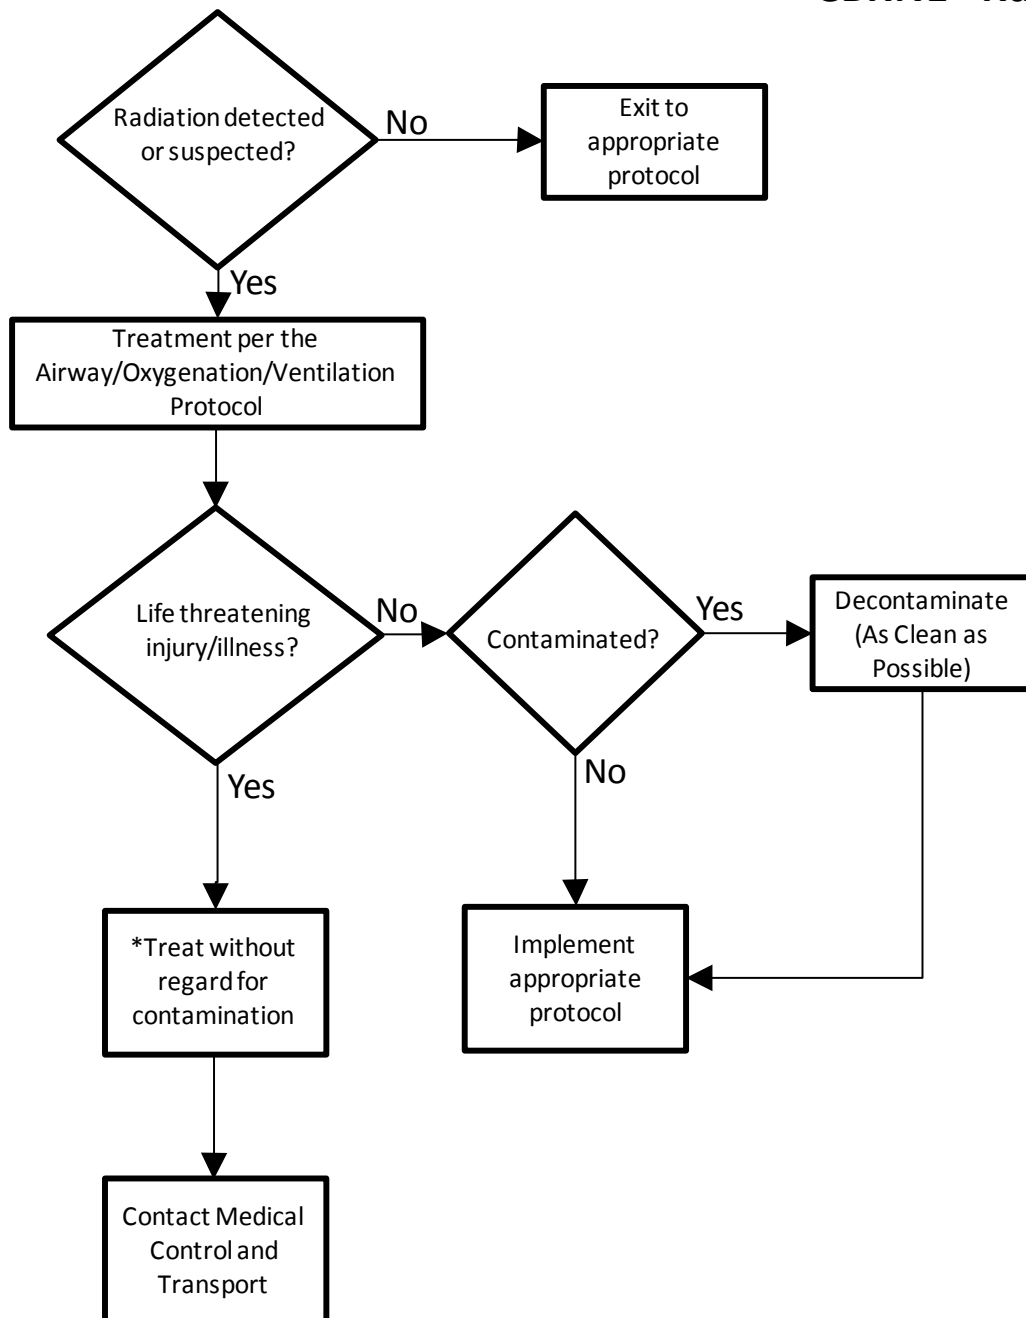 Radiation detected
or suspected?
No
Exit to
appropriate
protocol
Yes
Treatment per the
Airway/Oxygenation/Ventilation
Protocol
Life threatening
injury/illness?
No
Contaminated?
Yes
Decontaminate
(As Clean as
Possible)
Yes
No
*Treat without
regard for
contamination
Implement
appropriate
protocol
Contact Medical
Control and
Transport